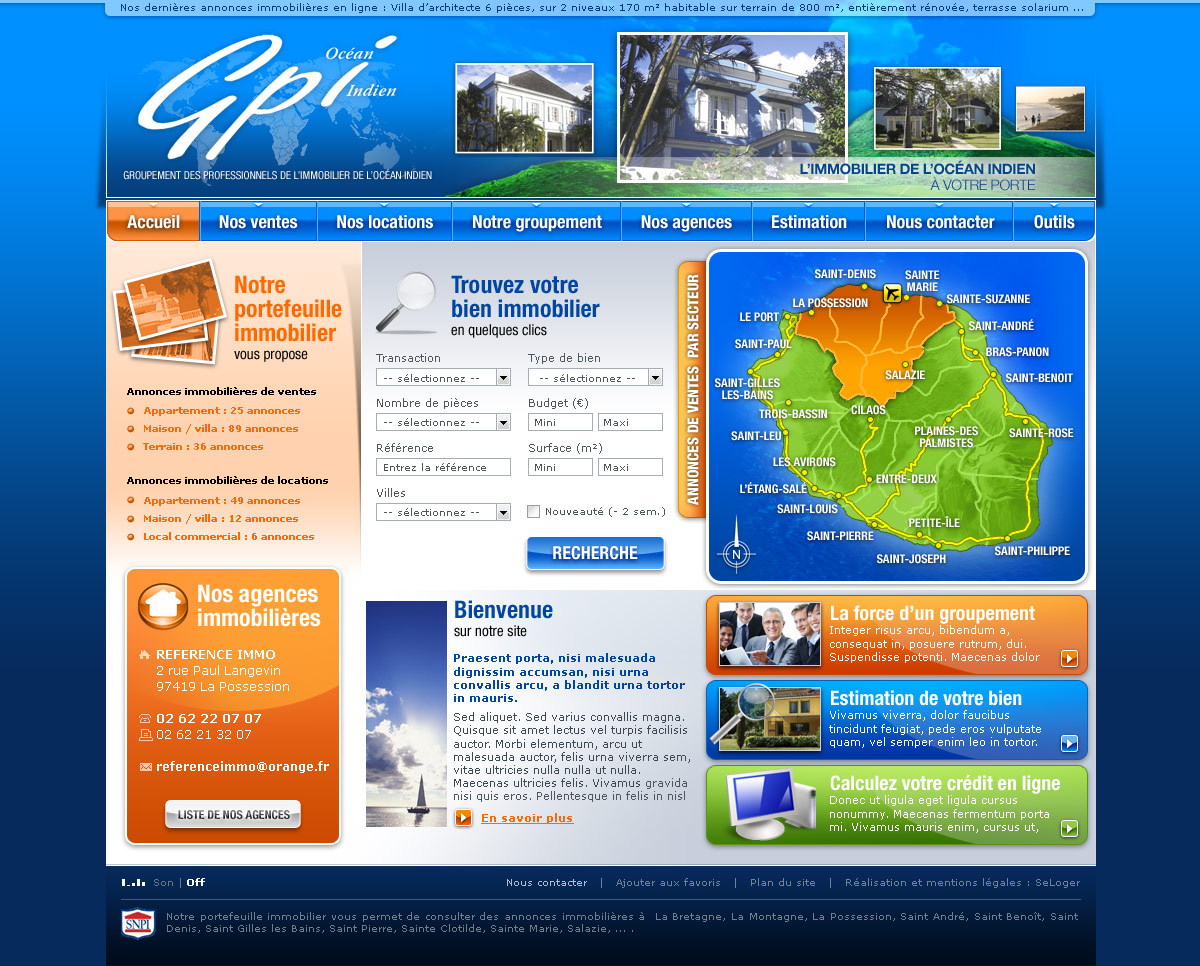 Nos dernières annonces immobilières en ligne : Villa d'architecte 6 pièces, sur 2 niveaux 170 m² habitable sur terrain de 800 m², entièrement rénovée, terrasse solarium ...
Gpi
Océan
Indien
GROUPEMENT DES PROFESSIONNELS DE L'IMMOBILIER DE L'OCÉAN INDIEN
L'IMMOBILIER DE L'OCÉAN INDIEN
À VOTRE PORTE
Accueil
Nos ventes
Nos locations
Notre groupement
Nos agences
Estimation
Nous contacter
Outils
Notre
portefeuille
immobilier
vous propose
Annonces immobilières de ventes
Appartement : 25 annonces
Maison / villa : 89 annonces
Terrain : 36 annonces
Annonces immobilières de locations
Appartement : 49 annonces
Maison / villa : 12 annonces
Local commercial : 6 annonces
Nos agences
immobilières
REFERENCE IMMO
2 rue Paul Langevin
97419 La Possession
02 62 22 07 07
02 62 21 32 07
referenceimmo@orange.fr
LISTE DE NOS AGENCES
Trouvez votre
bien immobilier
en quelques clics
Transaction
-- sélectionnez --
Type de bien
-- sélectionnez --
Nombre de pièces
-- sélectionnez --
Budget (€)
Mini
Maxi
Référence
Entrez la référence
Surface (m²)
Mini
Maxi
Villes
-- sélectionnez --
Nouveauté (- 2 sem.)
RECHERCHE
ANNONCES DE VENTES PAR SECTEUR
SAINT-DENIS
SAINTE
MARIE
LA POSSESSION
SAINTE-SUZANNE
LE PORT
SAINT-ANDRÉ
SAINT-PAUL
BRAS-PANON
SALAZIE
SAINT-BENOIT
SAINT-GILLES
LES-BAINS
TROIS-BASSIN
CILAOS
SAINT-LEU
PLAINES-DES
PALMISTES
SAINTE-ROSE
LES AVIRONS
ENTRE-DEUX
L'ÉTANG-SALÉ
SAINT-LOUIS
PETITE-ÎLE
SAINT-PIERRE
SAINT-JOSEPH
SAINT-PHILIPPE
N
Bienvenue
sur notre site
Praesent porta, nisi malesuada
dignissim accumsan, nisi urna
convallis arcu, a blandit urna tortor
in mauris.
Sed aliquet. Sed varius convallis magna.
Quisque sit amet lectus vel turpis facilisis
auctor. Morbi elementum, arcu ut
malesuada auctor, felis urna viverra sem,
vitae ultricies nulla nulla ut nulla.
Maecenas ultricies felis. Vivamus gravida
nisi quis eros. Pellentesque in felis in nisl
En savoir plus
La force d'un groupement
Integer risus arcu, bibendum a,
consequat in, posuere rutrum, dui.
Suspendisse potenti. Maecenas dolor
Estimation de votre bien
Vivamus viverra, dolor faucibus
tincidunt feugiat, pede eros vulputate
quam, vel semper enim leo in tortor.
Calculez votre crédit en ligne
Donec ut ligula eget ligula cursus
nonummy. Maecenas fermentum porta
mi. Vivamus mauris enim, cursus ut,
Son | Off
Nous contacter | Ajouter aux favoris | Plan du site | Réalisation et mentions légales : SeLoger
SNPI
Notre portefeuille immobilier vous permet de consulter des annonces immobilières à La Bretagne, La Montagne, La Possession, Saint André, Saint Benoît, Saint
Denis, Saint Gilles les Bains, Saint Pierre, Sainte Clotilde, Sainte Marie, Salazie, ... .